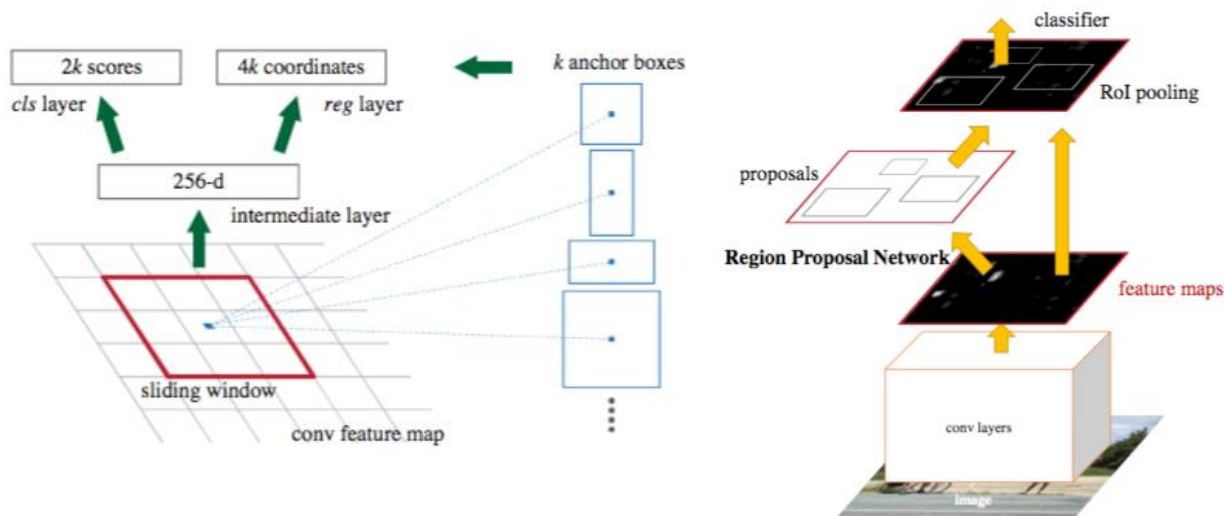 2k scores
4k coordinates
cls layer
reg layer
256-d
intermediate layer
sliding window
conv feature map
k anchor boxes
classifier
RoI pooling
proposals
Region Proposal Network
feature maps
conv layers
image